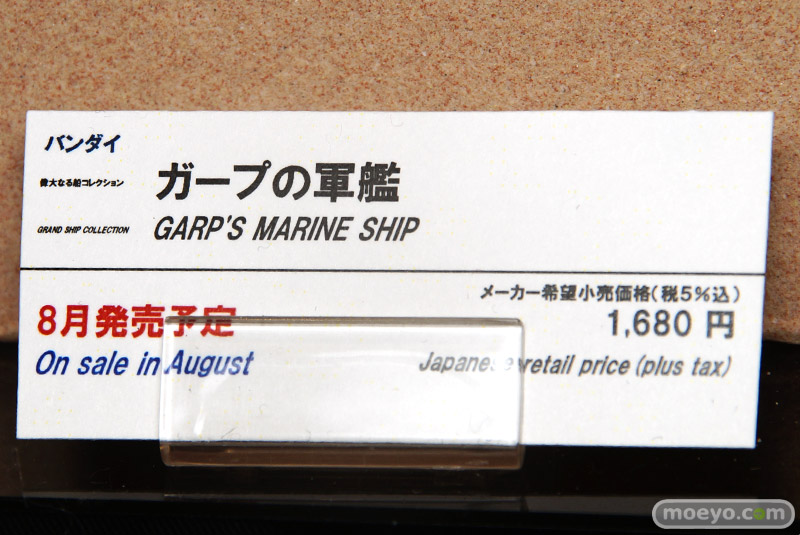 バンダイ
偉大なる船コレクション
ガープの軍艦
GRAND SHIP COLLECTION
GARP'S MARINE SHIP
メーカー希望小売価格(税5%込)
8月発売予定
1,680 円
On sale in August
Japanese retail price (plus tax)
moeyo.com